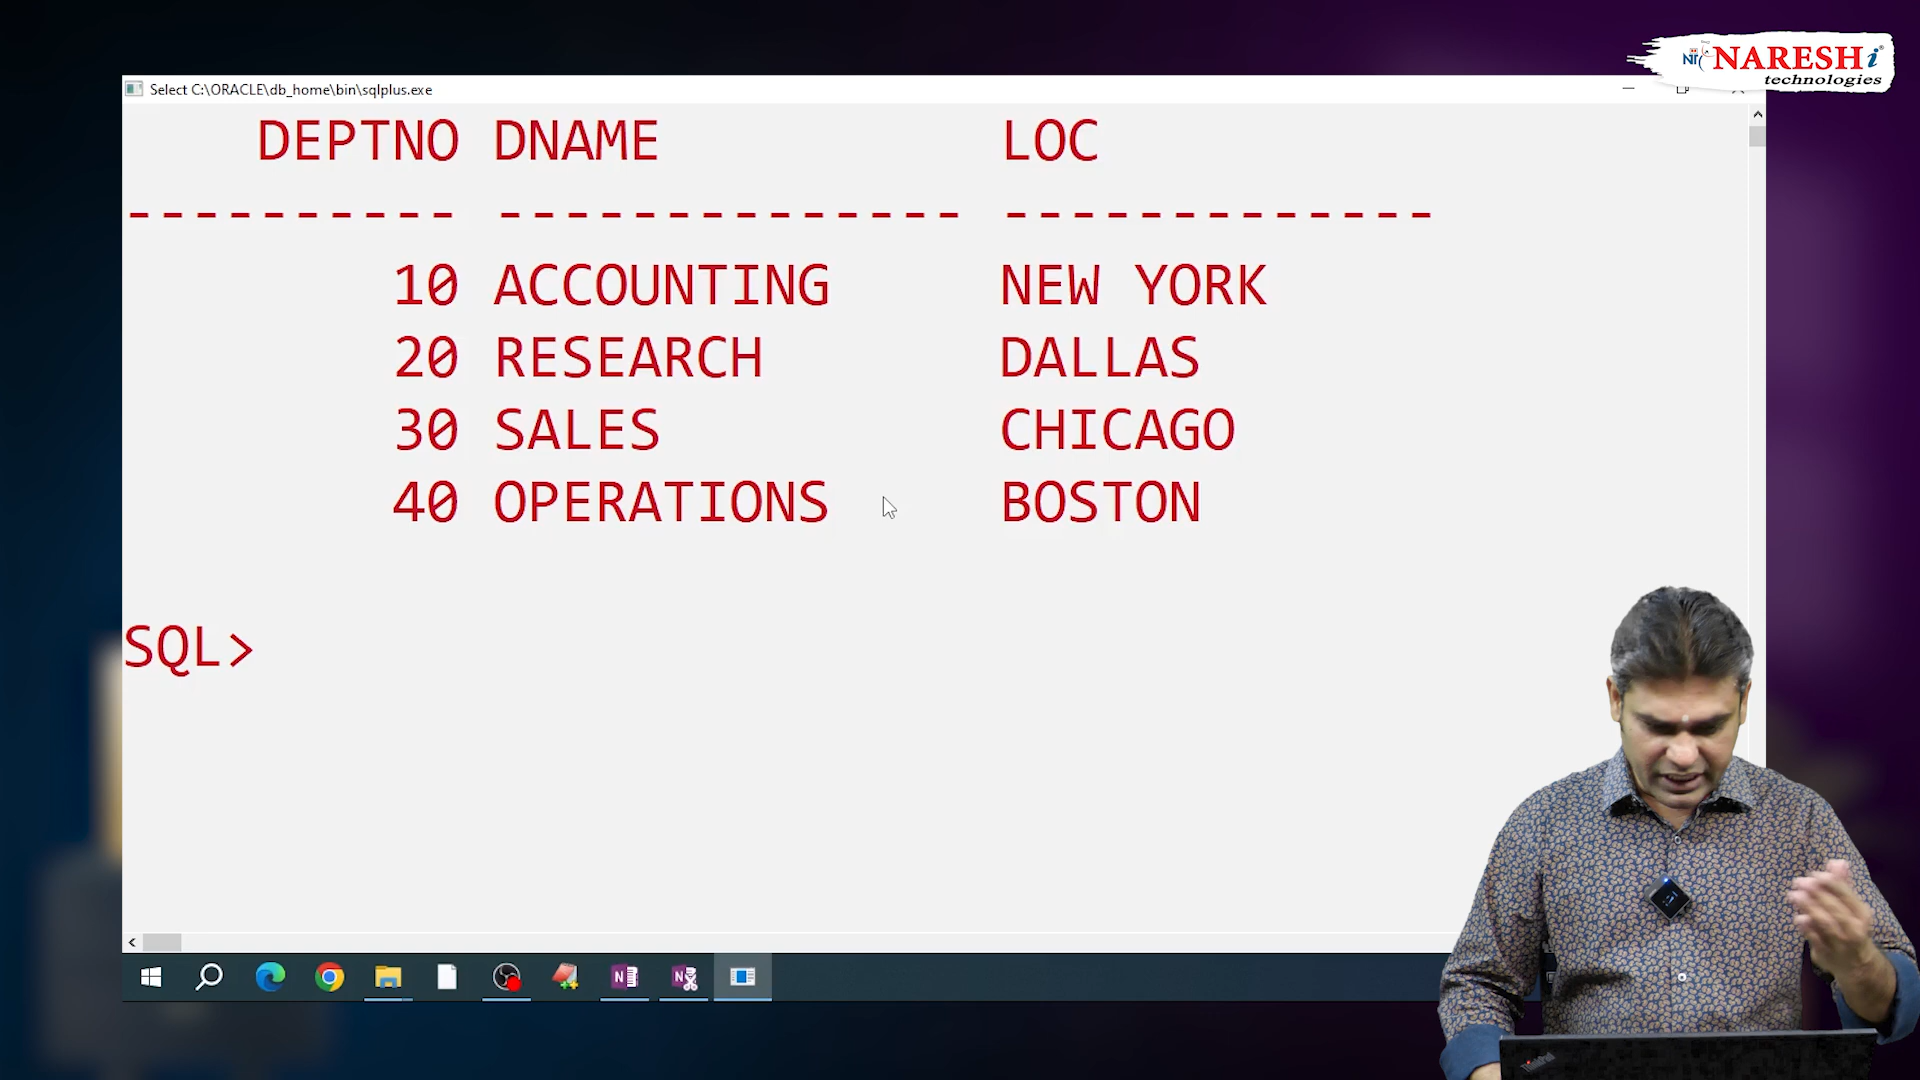 NIT NARESH i
technologies
Select C:\ORACLE\db_home\bin\sqlplus.exe
DEPTNO DNAME LOC
---------- -------------- -------------
10 ACCOUNTING NEW YORK
20 RESEARCH DALLAS
30 SALES CHICAGO
40 OPERATIONS BOSTON
SQL>